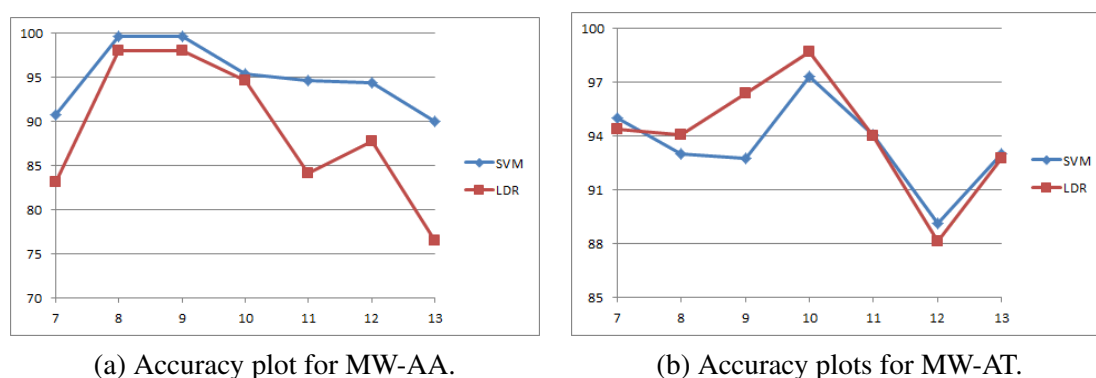 100
95
90
85
80
75
70
7 8 9 10 11 12 13
SVM
LDR
(a) Accuracy plot for MW-AA.
100
97
94
91
88
85
7 8 9 10 11 12 13
SVM
LDR
(b) Accuracy plots for MW-AT.